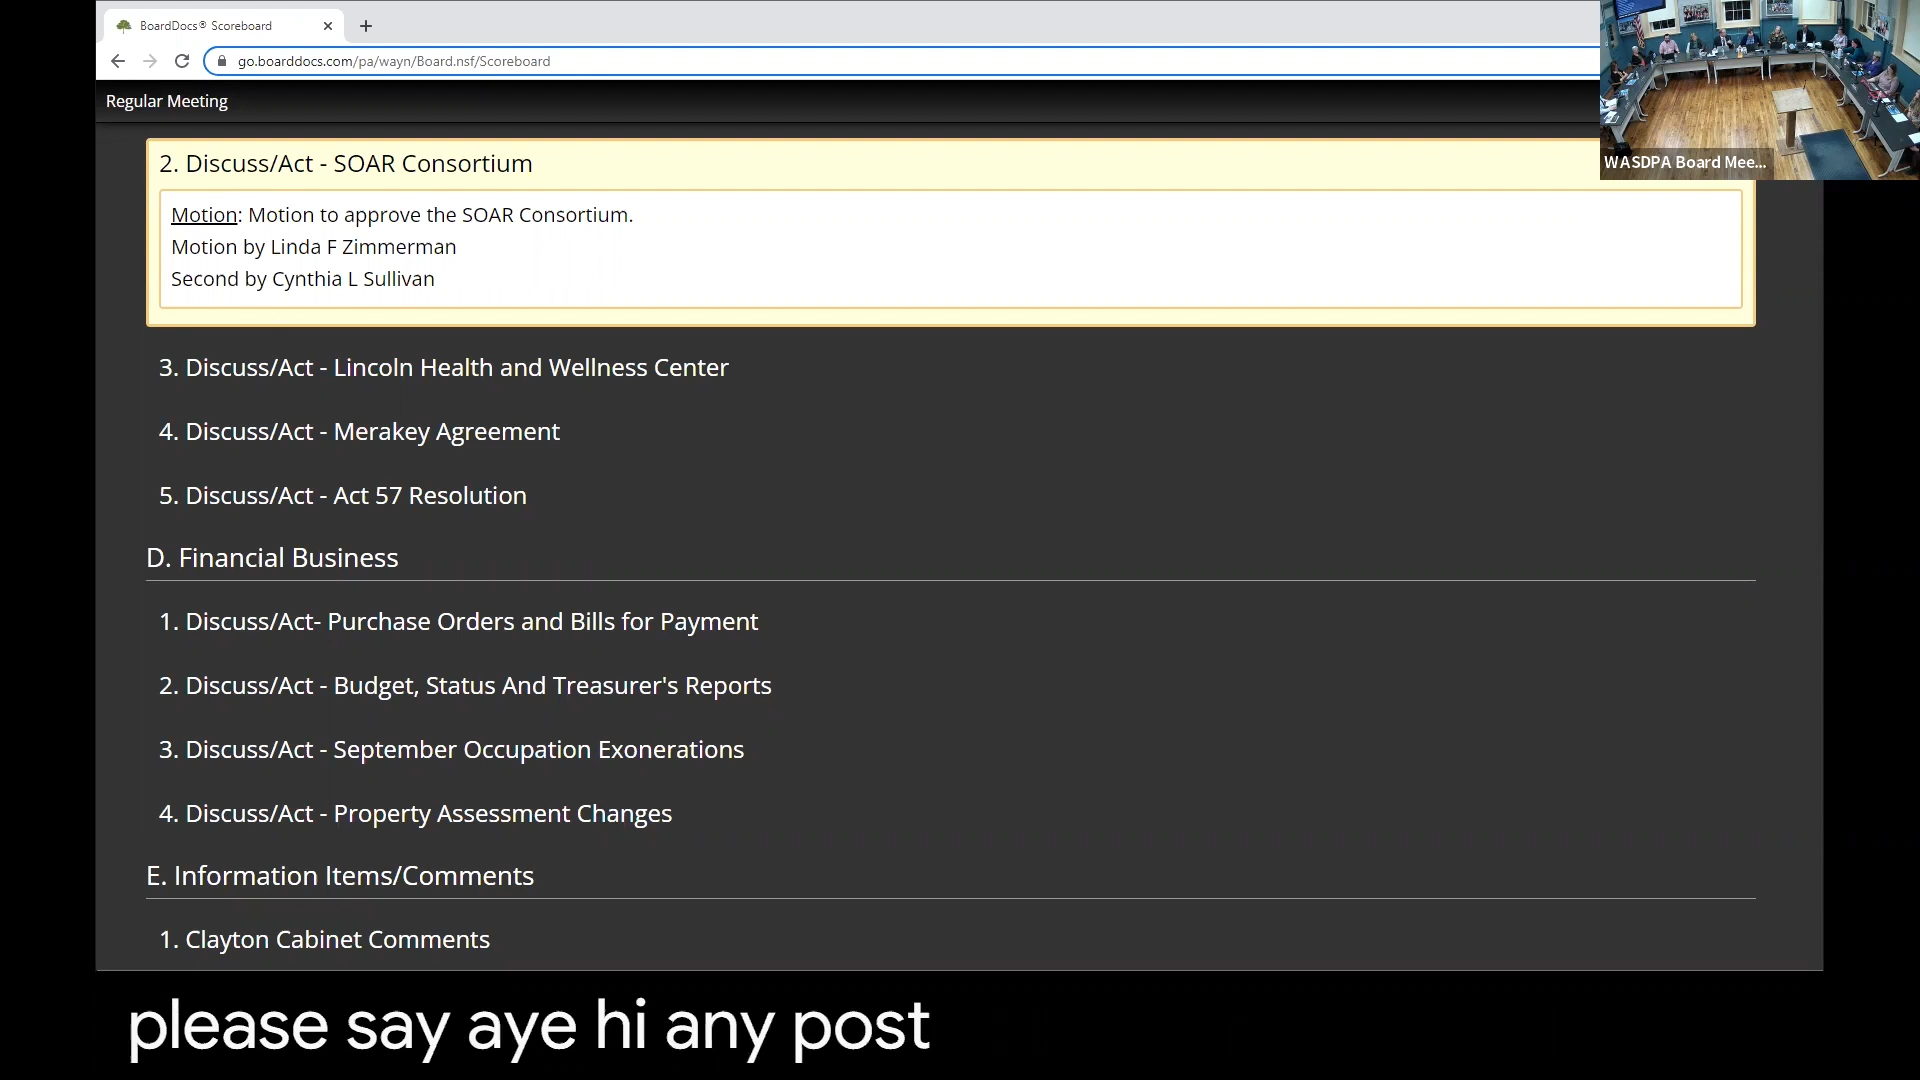 BoardDocs® Scoreboard
go.boarddocs.com/pa/wayn/Board.nsf/Scoreboard
Regular Meeting
WASDPA Board Mee...
2. Discuss/Act - SOAR Consortium
Motion: Motion to approve the SOAR Consortium.
Motion by Linda F Zimmerman
Second by Cynthia L Sullivan
3. Discuss/Act - Lincoln Health and Wellness Center
4. Discuss/Act - Merakey Agreement
5. Discuss/Act - Act 57 Resolution
D. Financial Business
1. Discuss/Act- Purchase Orders and Bills for Payment
2. Discuss/Act - Budget, Status And Treasurer's Reports
3. Discuss/Act - September Occupation Exonerations
4. Discuss/Act - Property Assessment Changes
E. Information Items/Comments
1. Clayton Cabinet Comments
please say aye hi any post